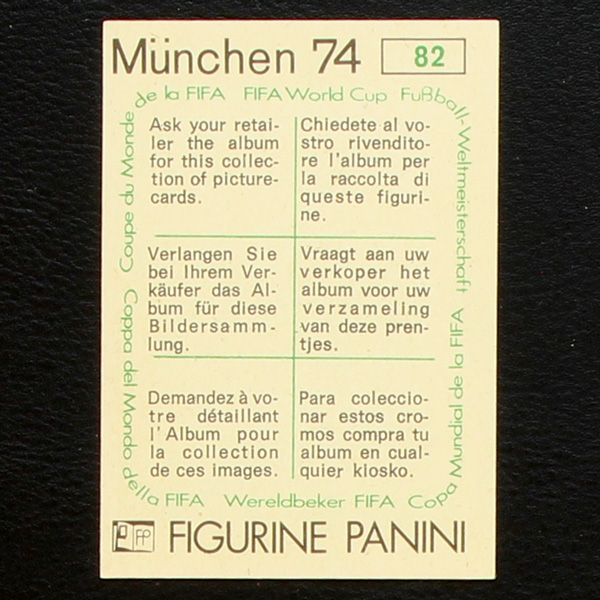 München 74 82
de la FIFA FIFA World Cup Fußball-Weltmeisterschaft
Coupe du Monde
Ask your retai-
ler the album
for this collec-
tion of picture-
cards.
Chiedete al vo-
stro rivendito-
re l'album per
la raccolta di
queste figuri-
ne.
Verlangen Sie
bei Ihrem Ver-
käufer das Al-
bum für diese
Bildersamm-
lung.
Vraagt aan uw
verkoper het
album voor uw
verzameling
van deze pren-
tjes.
Demandez à vo-
tre détaillant
l'Album pour
la collection
de ces images.
Para coleccio-
nar estos cro-
mos compra tu
album en cual-
quier kiosko.
Coppa del Mondo
della FIFA Wereldbeker FIFA Copa Mundial de la FIFA
FP FIGURINE PANINI